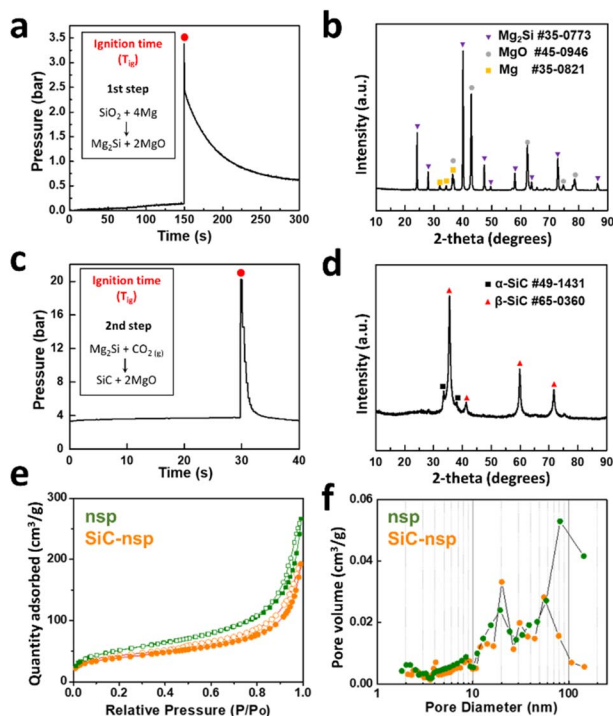 a
3.5
3.0
2.5
2.0
1.5
1.0
0.5
0.0
0 100 200 300
Pressure (bar)
Time (s)
Ignition time
(Tig)
1st step
SiO2 + 4Mg
↓
Mg2Si + 2MgO
b
Mg2Si #35-0773
MgO #45-0946
Mg #35-0821
Intensity (a.u.)
10 20 30 40 50 60 70 80 90
2-theta (degrees)
c
20
16
12
8
4
0
0 10 20 30 40
Pressure (bar)
Time (s)
Ignition time
(Tig)
2nd step
Mg2Si + CO2 (g)
↓
SiC + 2MgO
d
α-SiC #49-1431
β-SiC #65-0360
Intensity (a.u.)
10 20 30 40 50 60 70 80 90
2-theta (degrees)
e
300
250
200
150
100
50
0
0.0 0.2 0.4 0.6 0.8 1.0
Quantity adsorbed (cm3/g)
Relative Pressure (P/Po)
nsp
SiC-nsp
f
0.06
0.04
0.02
0.00
1 10 100
Pore volume (cm3/g)
Pore Diameter (nm)
nsp
SiC-nsp